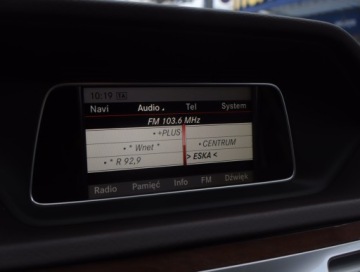 10:19 TA
Navi Audio Tel System
FM 103.6 MHz
• +PLUS
• * Wnet * • CENTRUM
• * R 92,9 > ESKA <
Radio Pamięć Info FM Dźwięk